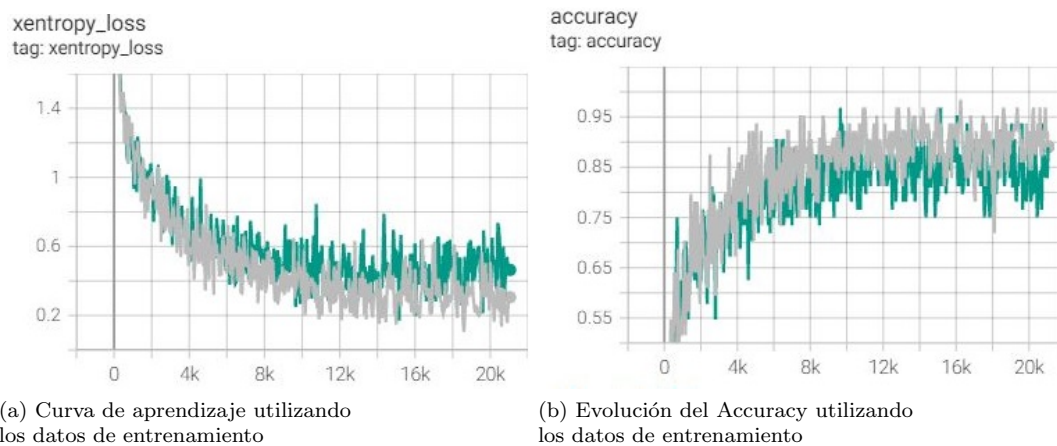 xentropy_loss
tag: xentropy_loss
1.4
1
0.6
0.2
0 4k 8k 12k 16k 20k
(a) Curva de aprendizaje utilizando
los datos de entrenamiento
accuracy
tag: accuracy
0.95
0.85
0.75
0.65
0.55
0 4k 8k 12k 16k 20k
(b) Evolución del Accuracy utilizando
los datos de entrenamiento